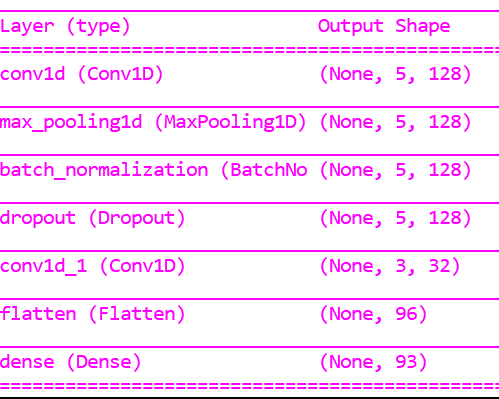 Layer (type) Output Shape
conv1d (Conv1D) (None, 5, 128)
max_pooling1d (MaxPooling1D) (None, 5, 128)
batch_normalization (BatchNo (None, 5, 128)
dropout (Dropout) (None, 5, 128)
conv1d_1 (Conv1D) (None, 3, 32)
flatten (Flatten) (None, 96)
dense (Dense) (None, 93)